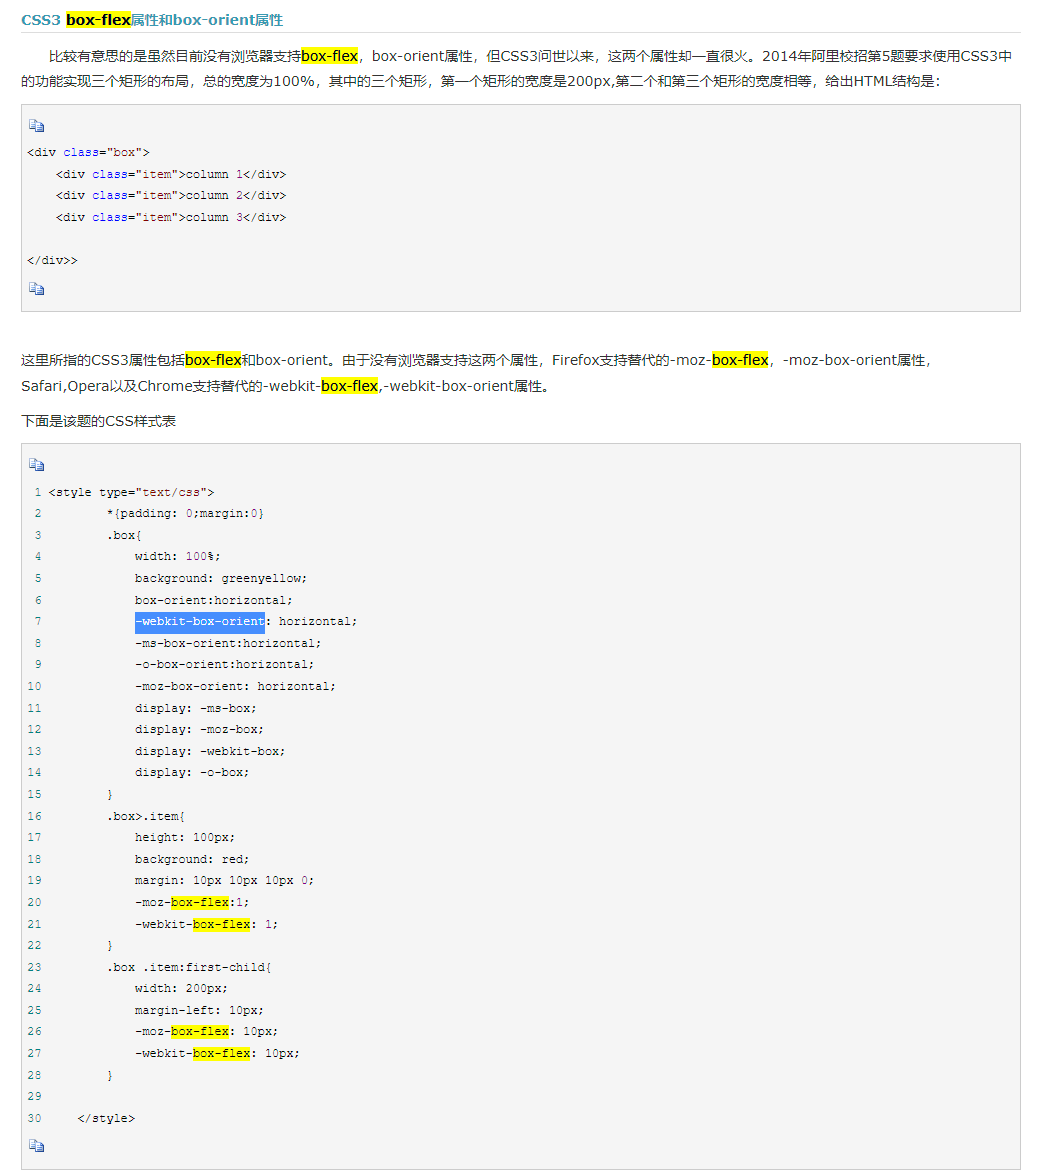 CSS3 box-flex属性和box-orient属性
比较有意思的是虽然目前没有浏览器支持box-flex，box-orient属性，但CSS3问世以来，这两个属性却一直很火。2014年阿里校招第5题要求使用CSS3中
的功能实现三个矩形的布局，总的宽度为100%，其中的三个矩形，第一个矩形的宽度是200px,第二个和第三个矩形的宽度相等，给出HTML结构是：
<div class="box">
    <div class="item">column 1</div>
    <div class="item">column 2</div>
    <div class="item">column 3</div>
</div>>
这里所指的CSS3属性包括box-flex和box-orient。由于没有浏览器支持这两个属性，Firefox支持替代的-moz-box-flex，-moz-box-orient属性，
Safari,Opera以及Chrome支持替代的-webkit-box-flex,-webkit-box-orient属性。
下面是该题的CSS样式表
1 <style type="text/css">
2         *{padding: 0;margin:0}
3         .box{
4             width: 100%;
5             background: greenyellow;
6             box-orient:horizontal;
7             -webkit-box-orient: horizontal;
8             -ms-box-orient:horizontal;
9             -o-box-orient:horizontal;
10             -moz-box-orient: horizontal;
11             display: -ms-box;
12             display: -moz-box;
13             display: -webkit-box;
14             display: -o-box;
15         }
16         .box>.item{
17             height: 100px;
18             background: red;
19             margin: 10px 10px 10px 0;
20             -moz-box-flex:1;
21             -webkit-box-flex: 1;
22         }
23         .box .item:first-child{
24             width: 200px;
25             margin-left: 10px;
26             -moz-box-flex: 10px;
27             -webkit-box-flex: 10px;
28         }
29
30     </style>